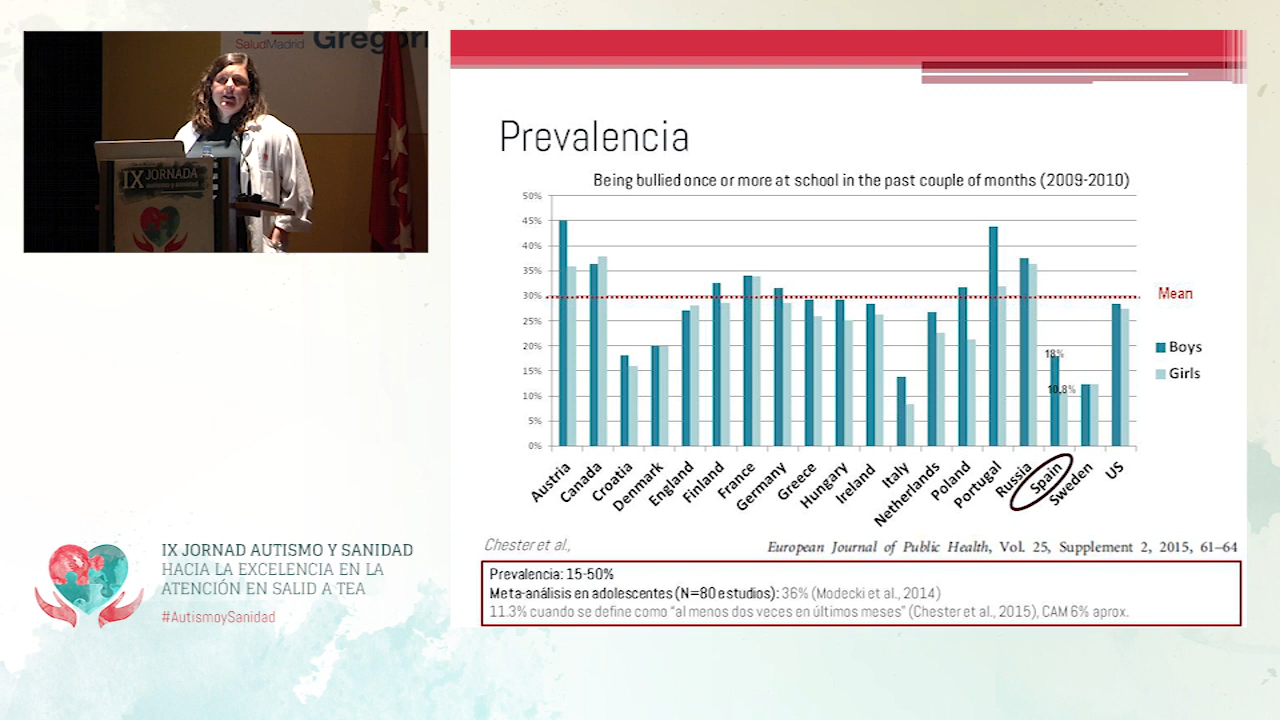 SaludMadrid
IX JORNADA
autismo y sanidad
Prevalencia
Being bullied once or more at school in the past couple of months (2009-2010)
50%
45%
40%
35%
30%
25%
20%
15%
10%
5%
0%
Mean
Boys
Girls
18%
10.8%
Austria
Canada
Croatia
Denmark
England
Finland
France
Germany
Greece
Hungary
Ireland
Italy
Netherlands
Poland
Portugal
Russia
Spain
Sweden
US
Chester et al.,
European Journal of Public Health, Vol. 25, Supplement 2, 2015, 61–64
Prevalencia: 15-50%
Meta-análisis en adolescentes (N=80 estudios): 36% (Modecki et al., 2014)
11.3% cuando se define como “al menos dos veces en últimos meses” (Chester et al., 2015), CAM 6% aprox.
IX JORNAD AUTISMO Y SANIDAD
HACIA LA EXCELENCIA EN LA
ATENCIÓN EN SALID A TEA
#AutismoySanidad